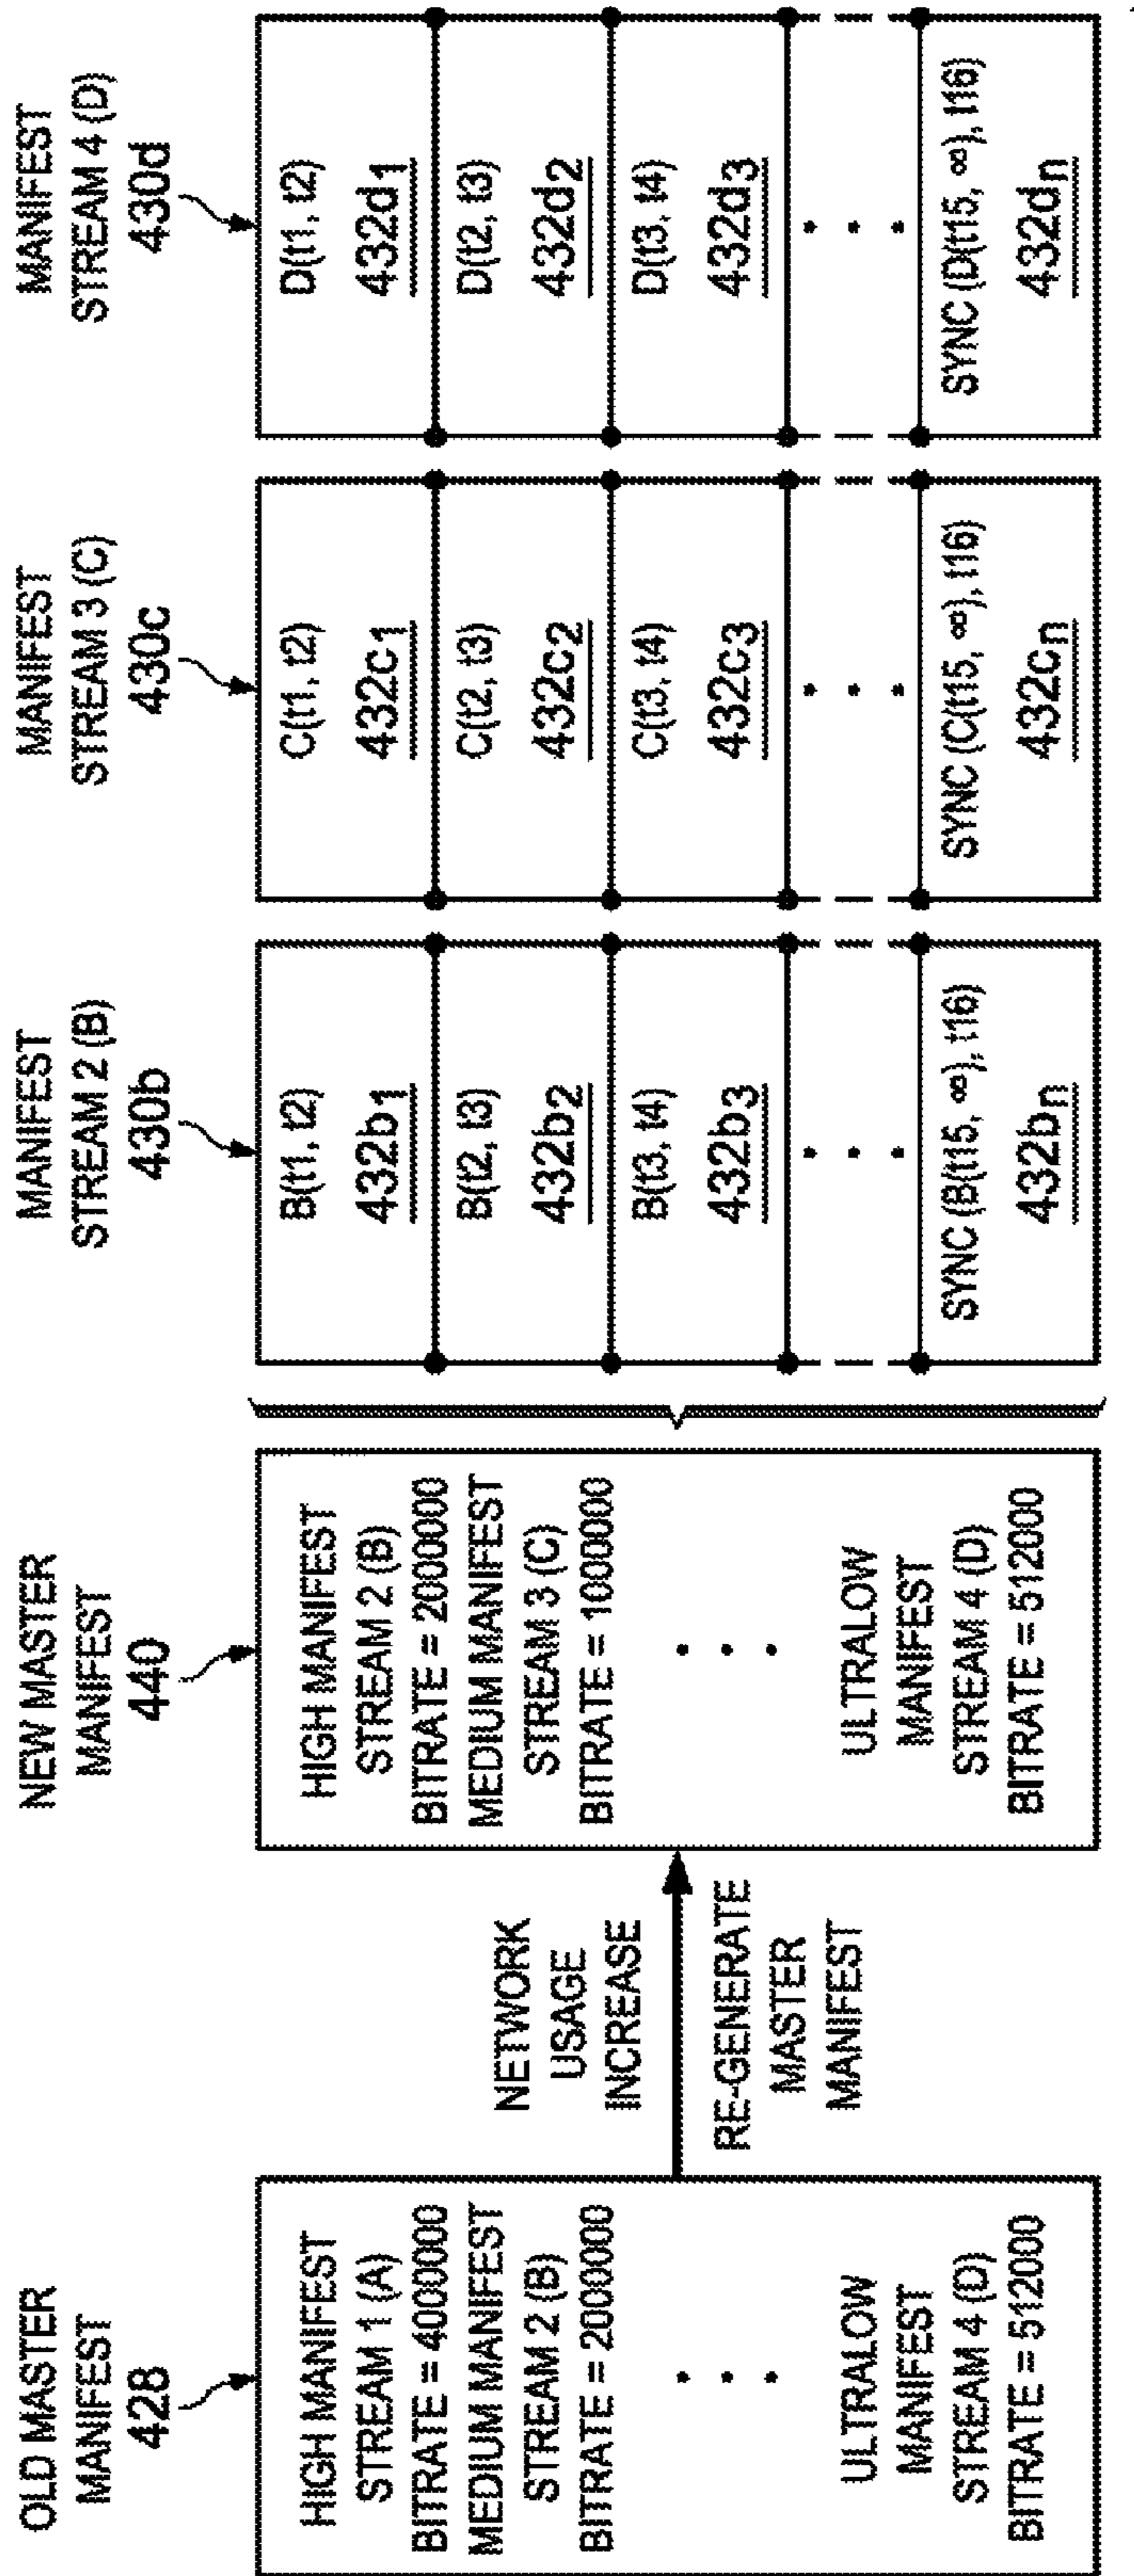 OLD MASTER
MANIFEST
428
HIGH MANIFEST
STREAM 1 (A)
BITRATE = 4000000
MEDIUM MANIFEST
STREAM 2 (B)
BITRATE = 2000000
ULTRALOW
MANIFEST
STREAM 4 (D)
BITRATE = 512000
NETWORK
USAGE
INCREASE
RE-GENERATE
MASTER
MANIFEST
NEW MASTER
MANIFEST
440
HIGH MANIFEST
STREAM 2 (B)
BITRATE = 2000000
MEDIUM MANIFEST
STREAM 3 (C)
BITRATE = 1000000
ULTRALOW
MANIFEST
STREAM 4 (D)
BITRATE = 512000
MANIFEST
STREAM 2 (B)
430b
B(t1, t2)
432b1
B(t2, t3)
432b2
B(t3, t4)
432b3
SYNC (B(t15, ∞), t16)
432bn
MANIFEST
STREAM 3 (C)
430c
C(t1, t2)
432c1
C(t2, t3)
432c2
C(t3, t4)
432c3
SYNC (C(t15, ∞), t16)
432cn
MANIFEST
STREAM 4 (D)
430d
D(t1, t2)
432d1
D(t2, t3)
432d2
D(t3, t4)
432d3
SYNC (D(t15, ∞), t16)
432dn